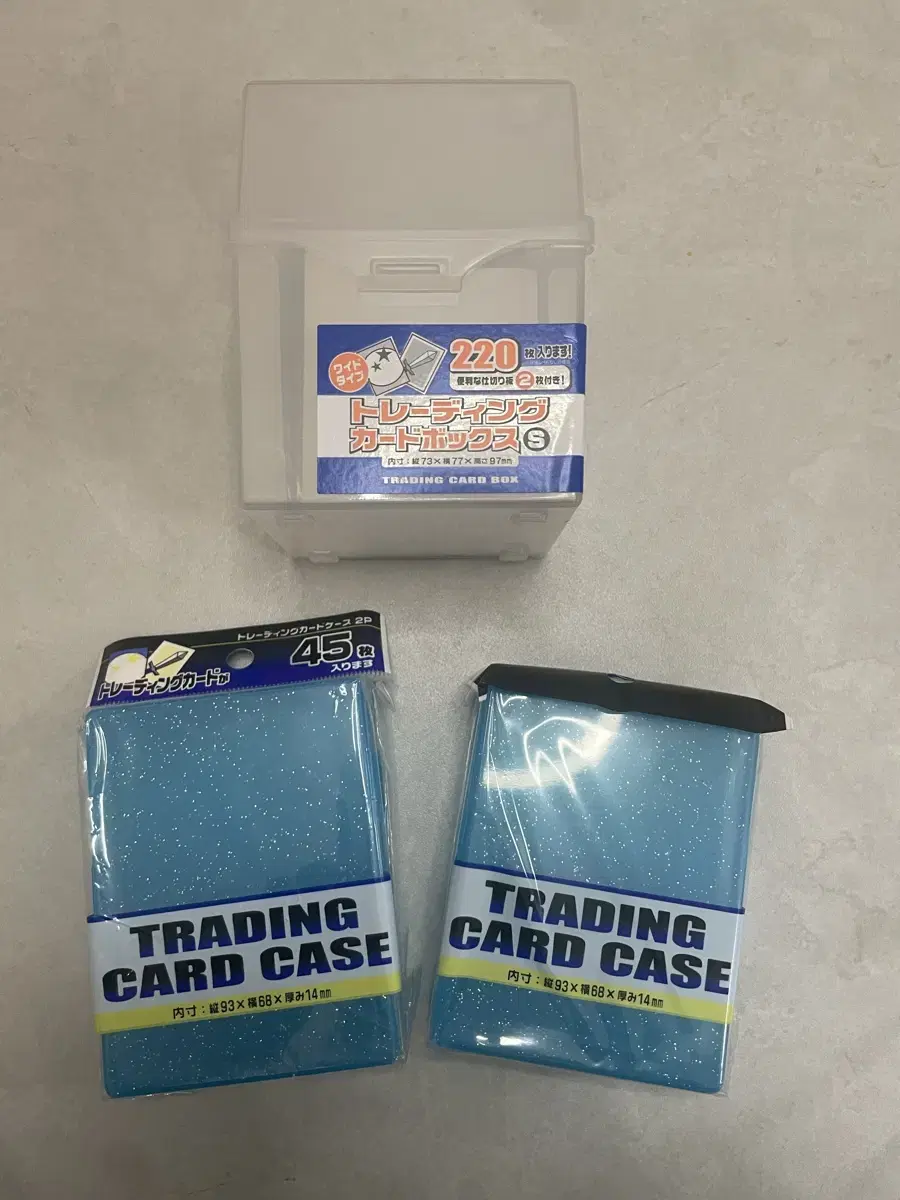 ワイド
タイプ
220枚入ります!
便利な仕切り板2枚付き!
トレーディング
カードボックスS
内寸:縦73×横77×高さ97mm
TRADING CARD BOX
トレーディングカードケース 2P
トレーディングカードが
45枚
入ります
TRADING
CARD CASE
内寸:縦93×横68×厚み14mm
TRADING
CARD CASE
内寸:縦93×横68×厚み14mm